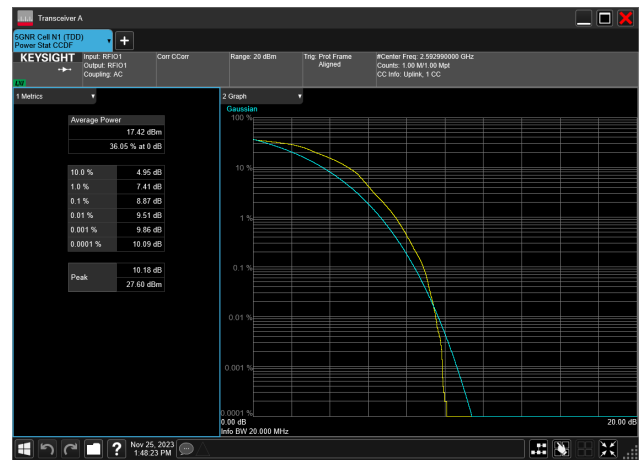 Transceiver A
5GNR Cell N1 (TDD)
Power Stat CCDF
KEYSIGHT
Input: RFIO1
Output: RFIO1
Coupling: AC
Corr CCorr
Range: 20 dBm
Trig: Prot Frame
Aligned
#Center Freq: 2.592990000 GHz
Counts: 1.00 M/1.00 Mpt
CC Info: Uplink, 1 CC
1 Metrics
Average Power
17.42 dBm
36.05 % at 0 dB
10.0 % 4.95 dB
1.0 % 7.41 dB
0.1 % 8.87 dB
0.01 % 9.51 dB
0.001 % 9.86 dB
0.0001 % 10.09 dB
Peak
10.18 dB
27.60 dBm
2 Graph
Gaussian
100 %
10 %
1 %
0.1 %
0.01 %
0.001 %
0.0001 %
0.00 dB
20.00 dB
Info BW 20.000 MHz
Nov 25, 2023
1:48:23 PM